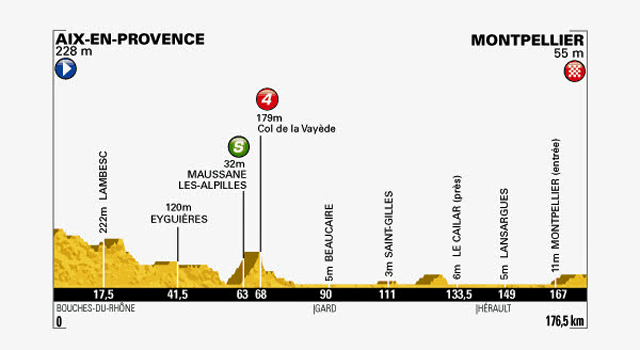 AIX-EN-PROVENCE
228 m
MONTPELLIER
55 m
4
179m
Col de la Vayède
S
32m
MAUSSANE
LES-ALPILLES
120m
EYGUIÈRES
222m LAMBESC
5m BEAUCAIRE
3m SAINT-GILLES
6m LE CAILAR (près)
5m LANSARGUES
11m MONTPELLIER (entrée)
17,5 41,5 63 68 90 111 133,5 149 167
BOUCHES-DU-RHÔNE |GARD |HÉRAULT
0 176,5 km